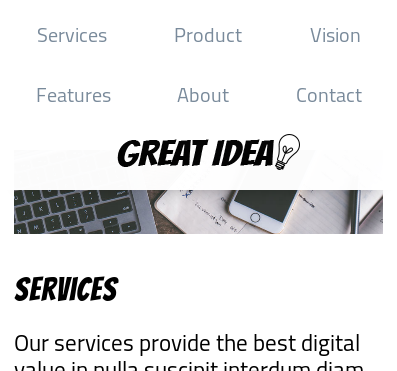 Services Product Vision
Features About Contact
GREAT IDEA
SERVICES
Our services provide the best digital
value in nulla suscipit interdum diam